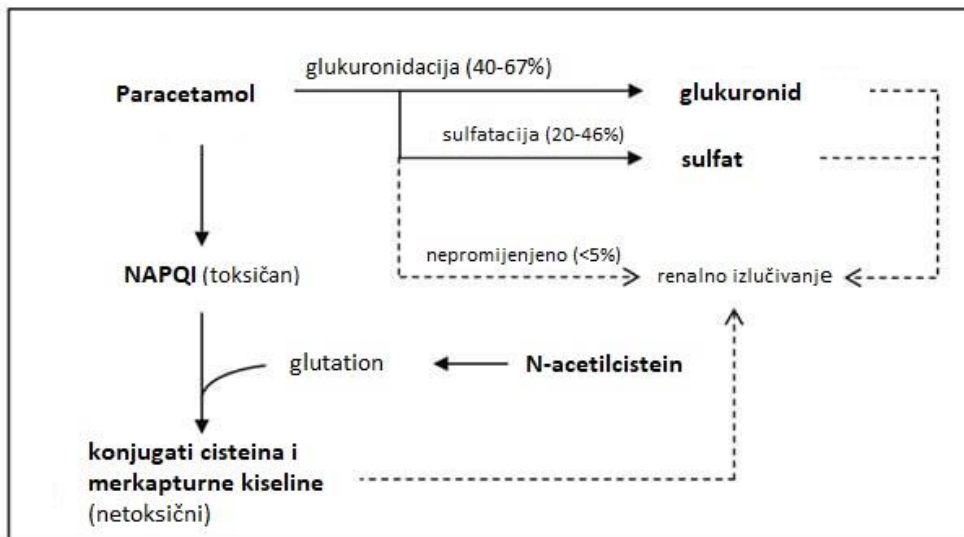 glukuronidacija (40-67%)
Paracetamol
glukuronid
sulfatacija (20-46%)
sulfat
nepromijenjeno (<5%)
NAPQI (toksičan)
renalno izlučivanje
glutation
N-acetilcistein
konjugati cisteina i
merkapturne kiseline
(netoksični)